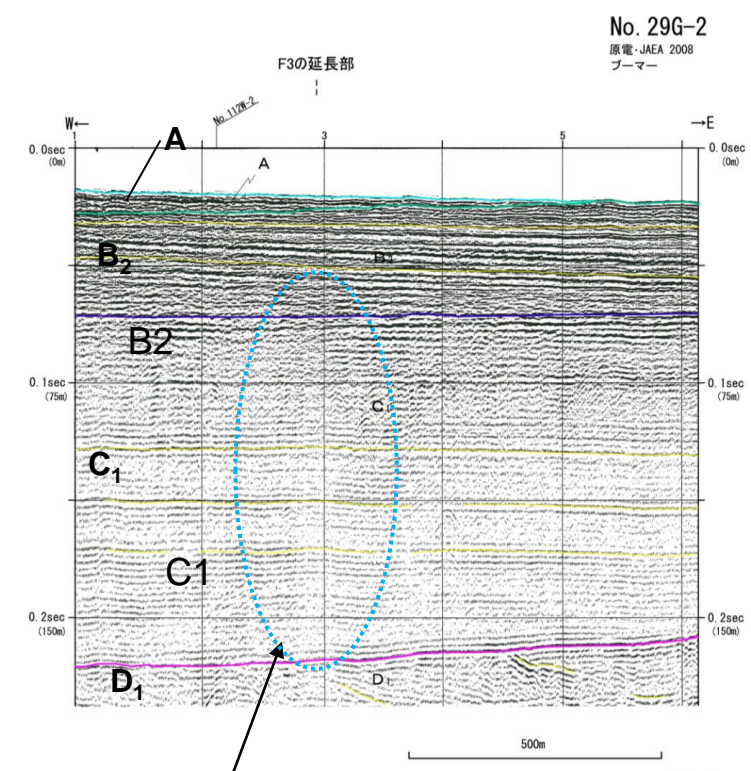 No. 29G-2
原電・JAEA 2008
ブーマー
F3の延長部
No.112W-2
W←
→E
1
3
5
0.0sec
(0m)
0.0sec
(0m)
A
A
B₂
B₂
B2
0.1sec
(75m)
0.1sec
(75m)
C₁
C₁
C1
0.2sec
(150m)
0.2sec
(150m)
D₁
D₁
500m